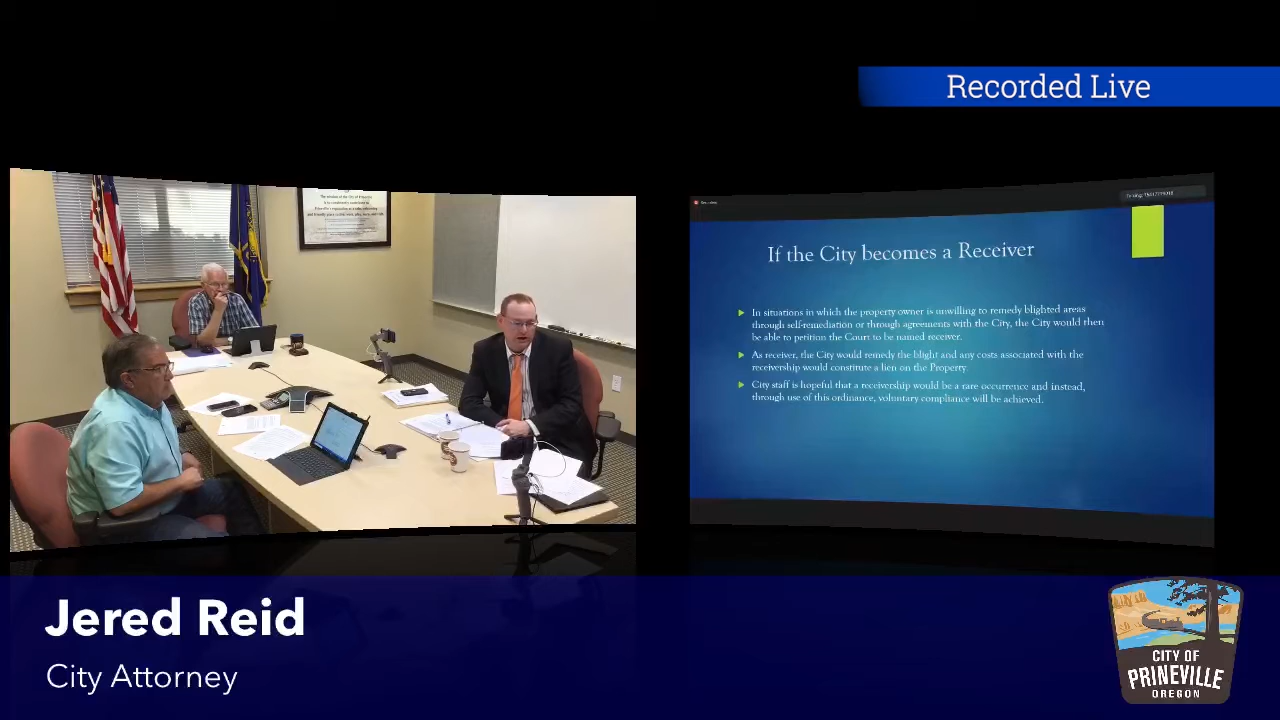 Recorded Live
If the City becomes a Receiver
In situations in which the property owner is unwilling to remedy blighted areas
through self-remediation or through agreements with the City, the City would then
be able to petition the Court to be named receiver.
As receiver, the City would remedy the blight and any costs associated with the
receivership would constitute a lien on the Property.
City staff is hopeful that a receivership would be a rare occurrence and instead,
through use of this ordinance, voluntary compliance will be achieved.
Jered Reid
City Attorney
CITY OF
PRINEVILLE
OREGON